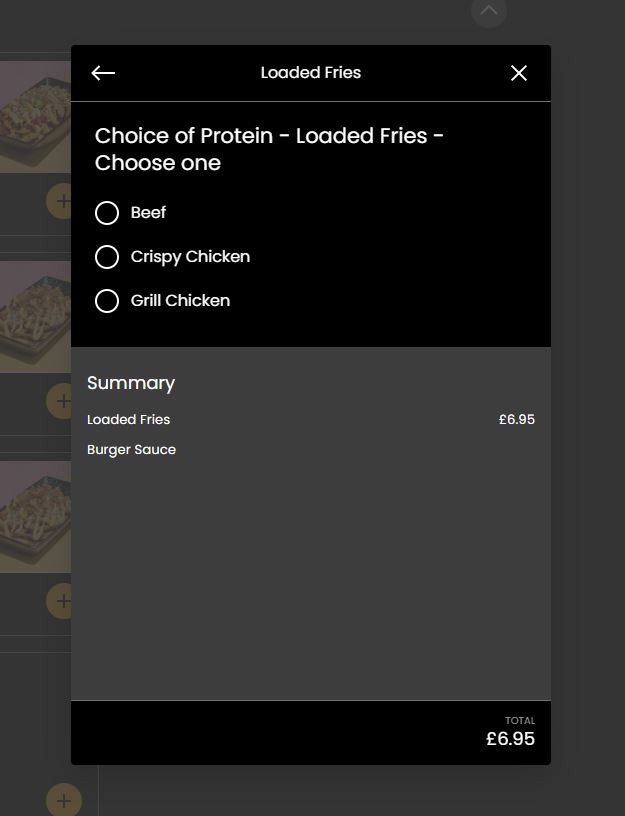 Loaded Fries
Choice of Protein - Loaded Fries -
Choose one
Beef
Crispy Chicken
Grill Chicken
Summary
Loaded Fries £6.95
Burger Sauce
TOTAL
£6.95